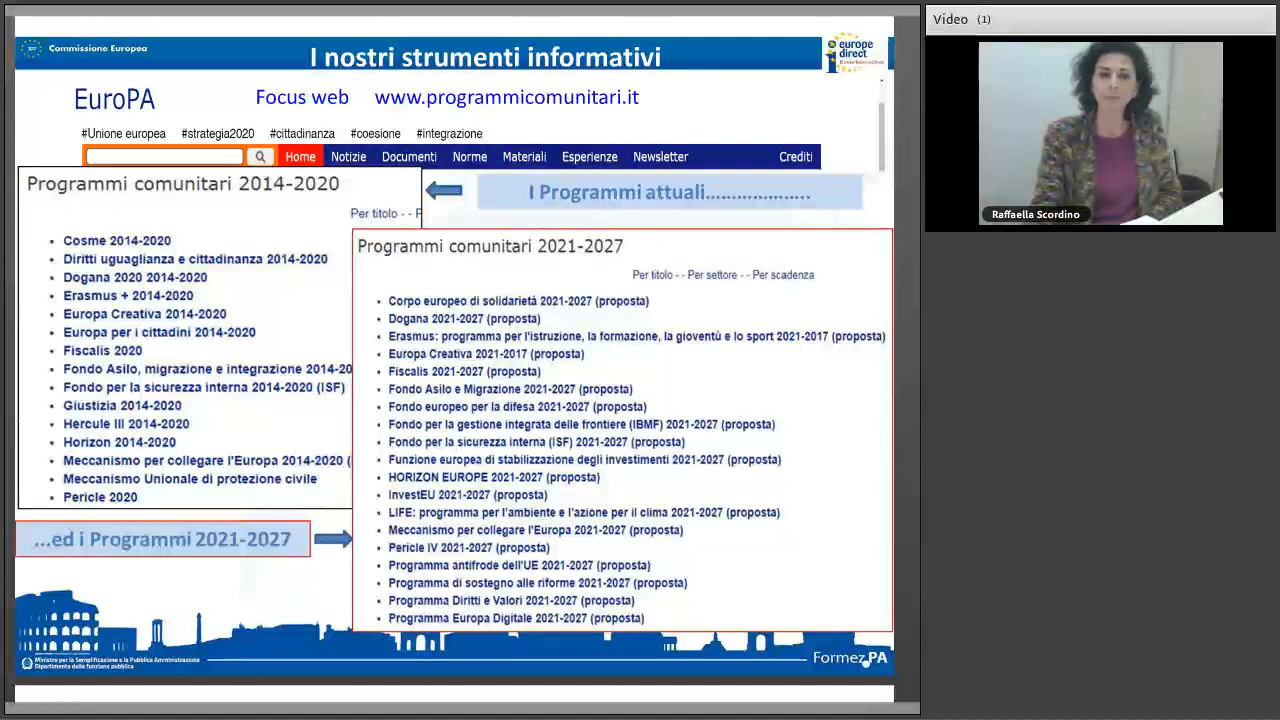 Video (1)
Raffaella Scordino
Commissione Europea
I nostri strumenti informativi
europe
direct
EuroPA
Focus web www.programmicomunitari.it
#Unione europea #strategia2020 #cittadinanza #coesione #integrazione
Home Notizie Documenti Norme Materiali Esperienze Newsletter Crediti
Programmi comunitari 2014-2020
I Programmi attuali..................
Per titolo - - P
Cosme 2014-2020
Diritti uguaglianza e cittadinanza 2014-2020
Dogana 2020 2014-2020
Erasmus + 2014-2020
Europa Creativa 2014-2020
Europa per i cittadini 2014-2020
Fiscalis 2020
Fondo Asilo, migrazione e integrazione 2014-20
Fondo per la sicurezza interna 2014-2020 (ISF)
Giustizia 2014-2020
Hercule III 2014-2020
Horizon 2014-2020
Meccanismo per collegare l'Europa 2014-2020 (
Meccanismo Unionale di protezione civile
Pericle 2020
Programmi comunitari 2021-2027
Per titolo - - Per settore - - Per scadenza
Corpo europeo di solidarietà 2021-2027 (proposta)
Dogana 2021-2027 (proposta)
Erasmus: programma per l'istruzione, la formazione, la gioventù e lo sport 2021-2017 (proposta)
Europa Creativa 2021-2017 (proposta)
Fiscalis 2021-2027 (proposta)
Fondo Asilo e Migrazione 2021-2027 (proposta)
Fondo europeo per la difesa 2021-2027 (proposta)
Fondo per la gestione integrata delle frontiere (IBMF) 2021-2027 (proposta)
Fondo per la sicurezza interna (ISF) 2021-2027 (proposta)
Funzione europea di stabilizzazione degli investimenti 2021-2027 (proposta)
HORIZON EUROPE 2021-2027 (proposta)
InvestEU 2021-2027 (proposta)
LIFE: programma per l'ambiente e l'azione per il clima 2021-2027 (proposta)
Meccanismo per collegare l'Europa 2021-2027 (proposta)
Pericle IV 2021-2027 (proposta)
Programma antifrode dell'UE 2021-2027 (proposta)
Programma di sostegno alle riforme 2021-2027 (proposta)
Programma Diritti e Valori 2021-2027 (proposta)
Programma Europa Digitale 2021-2027 (proposta)
...ed i Programmi 2021-2027
Ministro per la Semplificazione e la Pubblica Amministrazione
Dipartimento della funzione pubblica
FormezPA